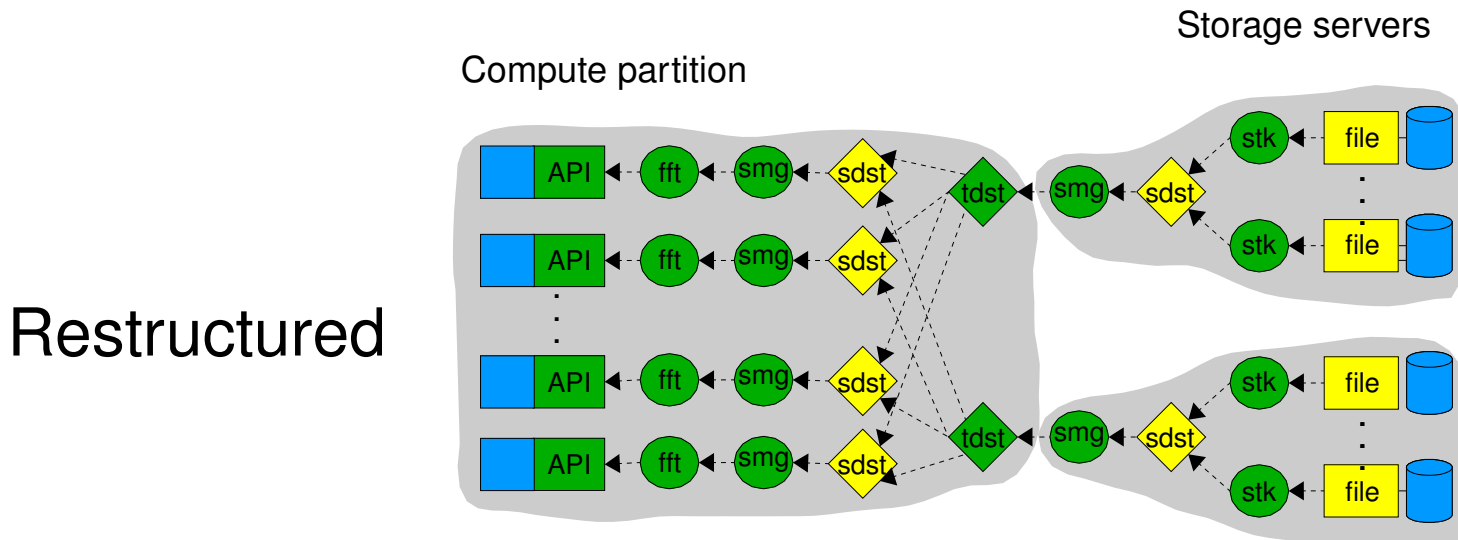 Storage servers
Compute partition
stk file
API fft smg sdst tdst smg sdst
stk file
API fft smg sdst
Restructured
API fft smg sdst stk file
tdst smg sdst
API fft smg sdst
stk file